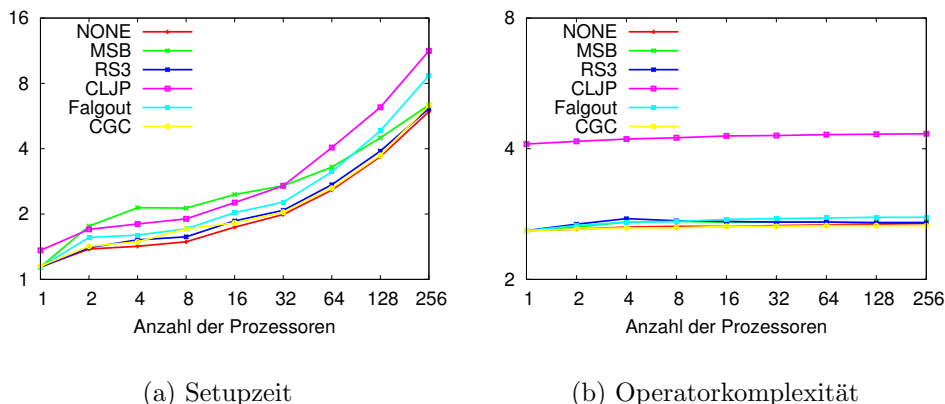 16
8
4
2
1
NONE
MSB
RS3
CLJP
Falgout
CGC
1 2 4 8 16 32 64 128 256
Anzahl der Prozessoren
(a) Setupzeit
8
4
2
NONE
MSB
RS3
CLJP
Falgout
CGC
1 2 4 8 16 32 64 128 256
Anzahl der Prozessoren
(b) Operatorkomplexität